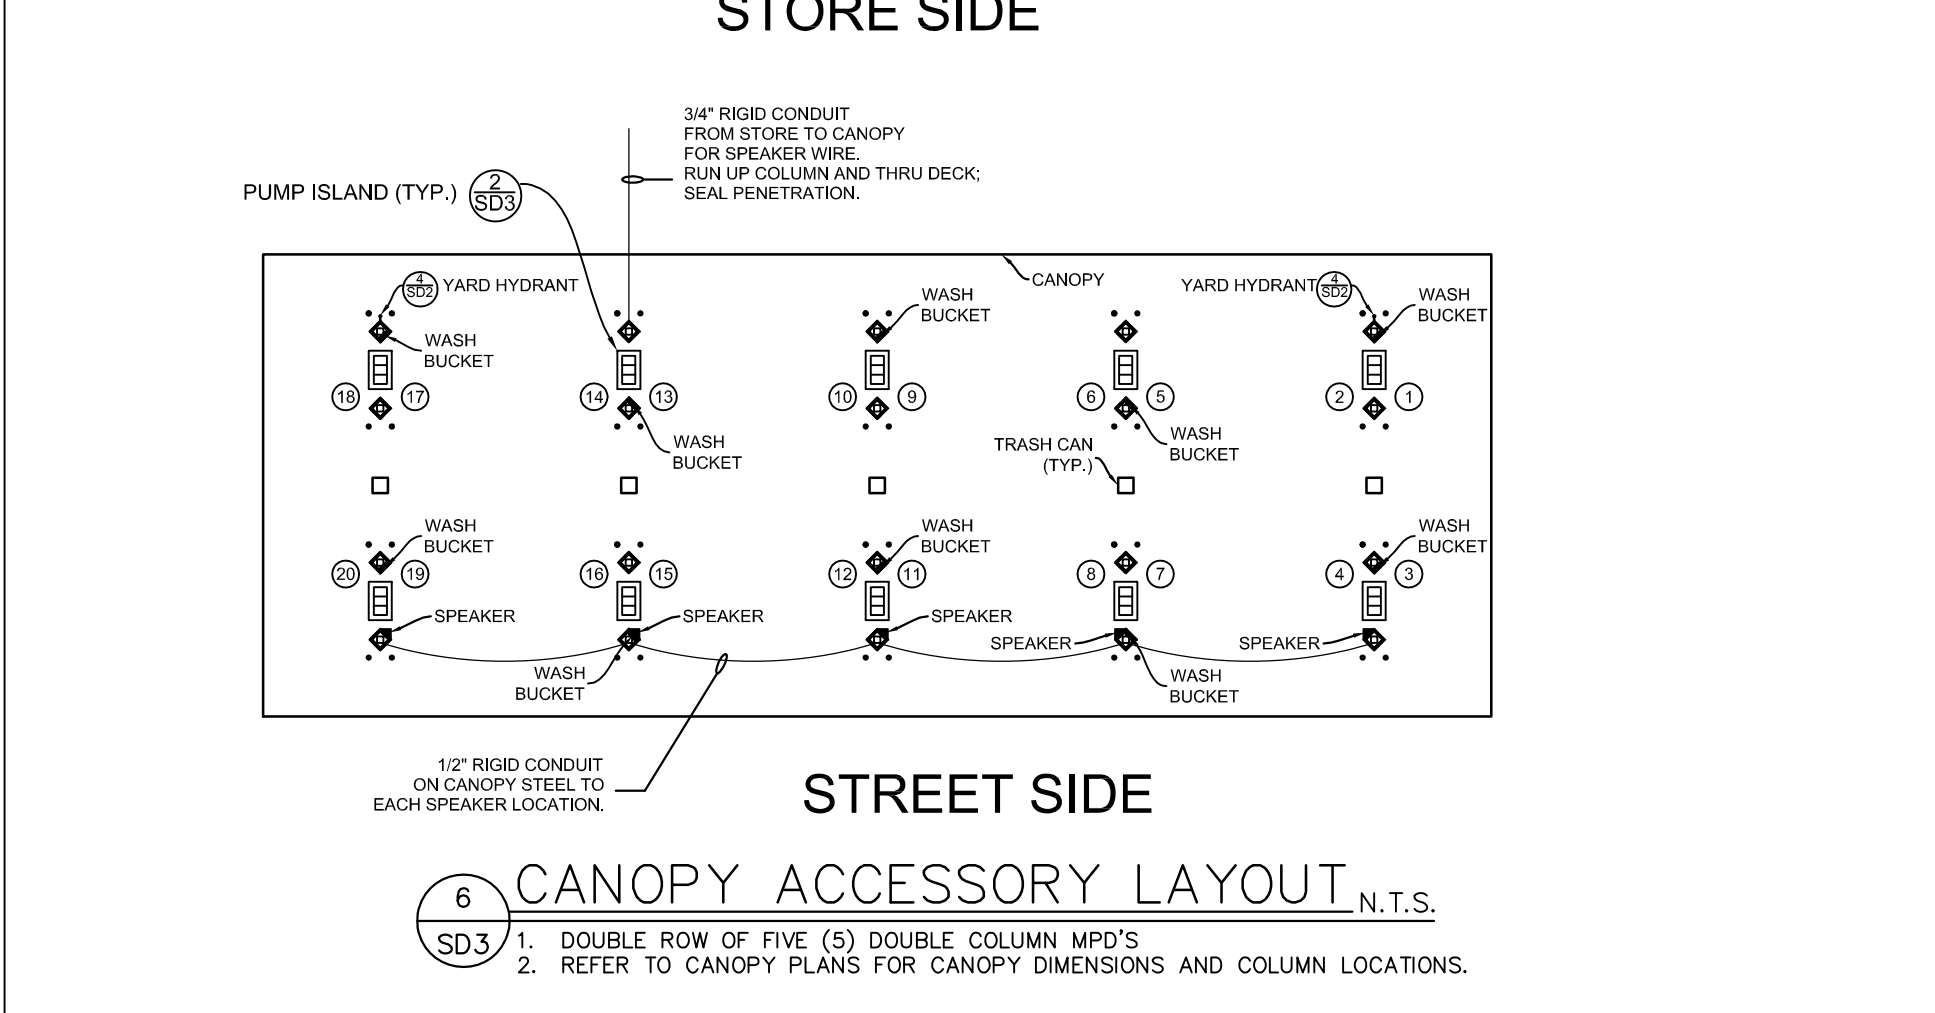 STORE SIDE
3/4" RIGID CONDUIT
FROM STORE TO CANOPY
FOR SPEAKER WIRE.
RUN UP COLUMN AND THRU DECK;
SEAL PENETRATION.
PUMP ISLAND (TYP.)
2
SD3
CANOPY
4
SD2
YARD HYDRANT
WASH
BUCKET
YARD HYDRANT
4
SD2
WASH
BUCKET
WASH
BUCKET
18
17
14
13
10
9
6
5
2
1
WASH
BUCKET
TRASH CAN
(TYP.)
WASH
BUCKET
WASH
BUCKET
WASH
BUCKET
WASH
BUCKET
20
19
16
15
12
11
8
7
4
3
SPEAKER
SPEAKER
SPEAKER
SPEAKER
SPEAKER
WASH
BUCKET
WASH
BUCKET
1/2" RIGID CONDUIT
ON CANOPY STEEL TO
EACH SPEAKER LOCATION.
STREET SIDE
6
SD3
CANOPY ACCESSORY LAYOUT N.T.S.
1. DOUBLE ROW OF FIVE (5) DOUBLE COLUMN MPD'S
2. REFER TO CANOPY PLANS FOR CANOPY DIMENSIONS AND COLUMN LOCATIONS.